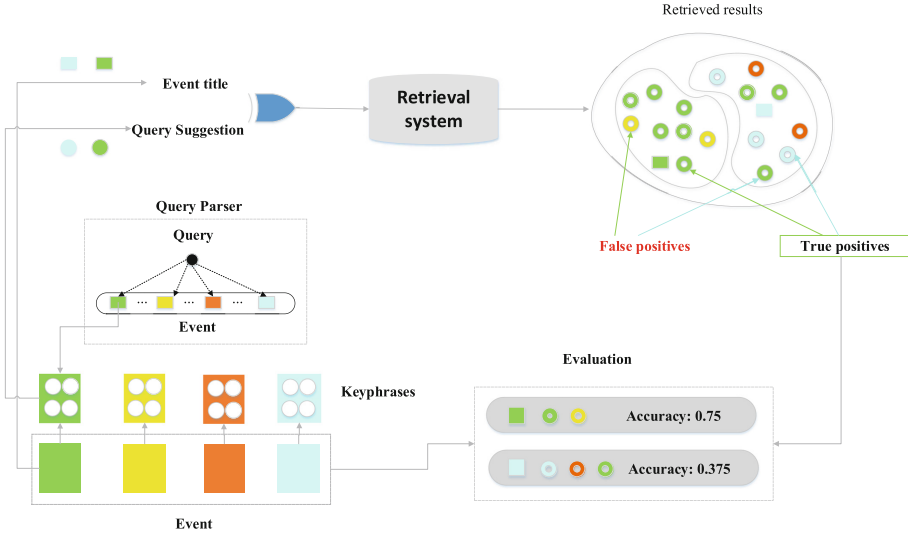 Retrieved results
Event title
Query Suggestion
Retrieval
system
Query Parser
Query
... ... ...
Event
False positives
True positives
Evaluation
Keyphrases
Accuracy: 0.75
Accuracy: 0.375
Event